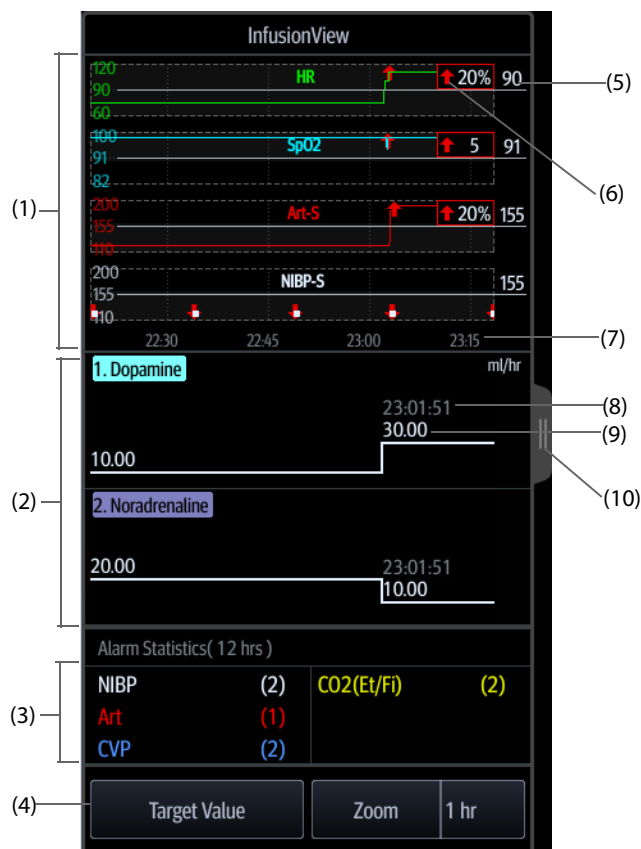 InfusionView
120
HR
20% 90 (5)
90
60
100
SpO2
5 91
91
82
(6)
(1)
200
Art-S
20% 155
155
110
200
NIBP-S
155
155
110
22:30 22:45 23:00 23:15 (7)
1. Dopamine ml/hr
23:01:51 (8)
30.00 (9)
10.00
(10)
(2)
2. Noradrenaline
20.00 23:01:51
10.00
Alarm Statistics( 12 hrs )
NIBP (2) CO2(Et/Fi) (2)
(3) Art (1)
CVP (2)
(4) Target Value Zoom 1 hr